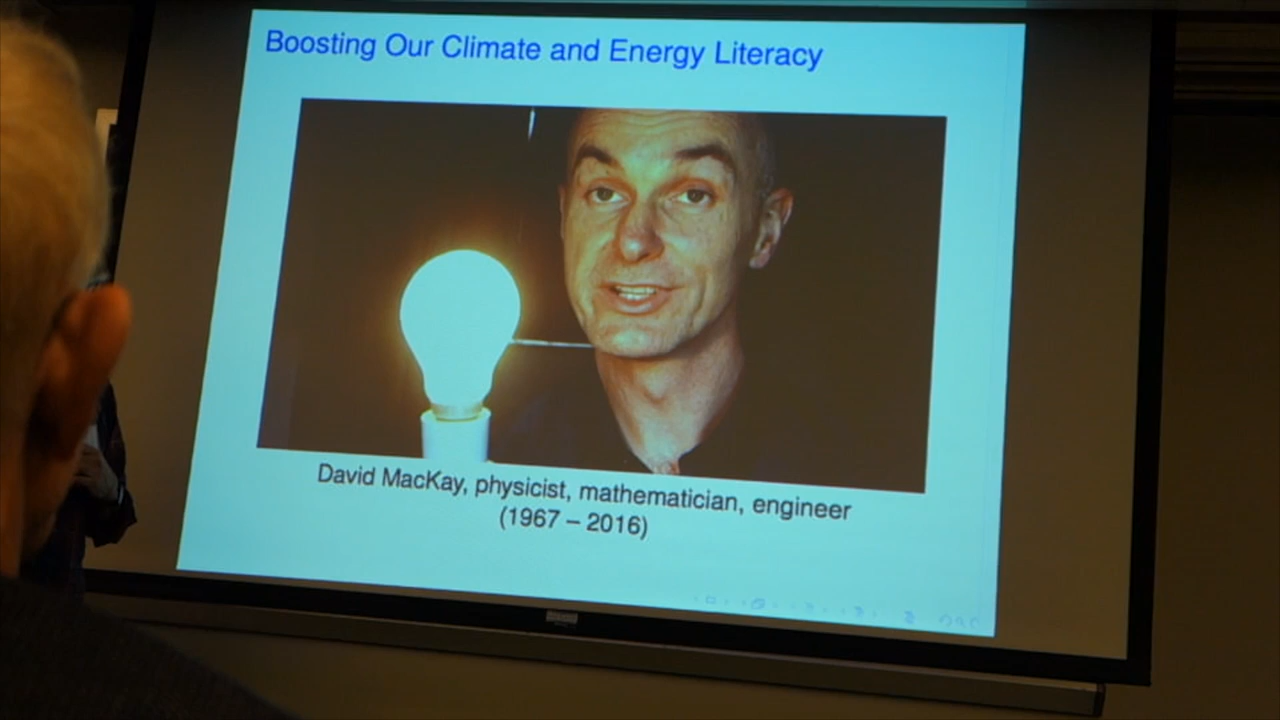 Boosting Our Climate and Energy Literacy
David MacKay, physicist, mathematician, engineer
(1967 – 2016)